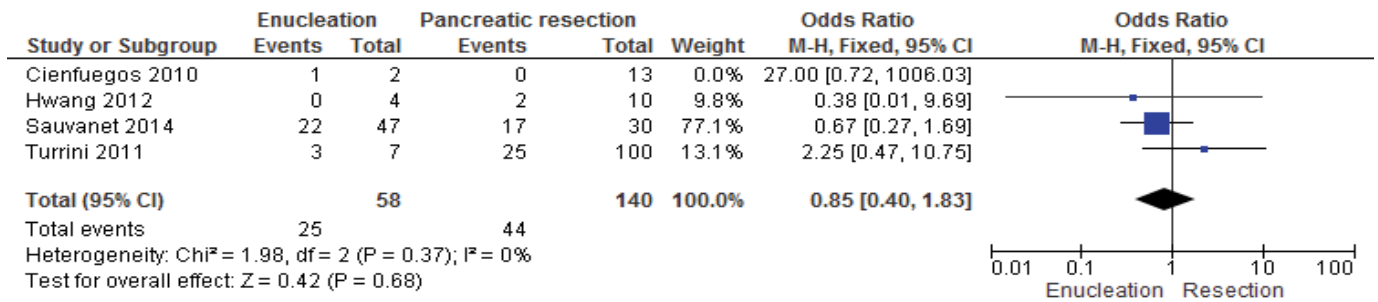 Enucleation Pancreatic resection Odds Ratio Odds Ratio
Study or Subgroup Events Total Events Total Weight M-H, Fixed, 95% CI M-H, Fixed, 95% CI
Cienfuegos 2010 1 2 0 13 0.0% 27.00 [0.72, 1006.03]
Hwang 2012 0 4 2 10 9.8% 0.38 [0.01, 9.69]
Sauvanet 2014 22 47 17 30 77.1% 0.67 [0.27, 1.69]
Turrini 2011 3 7 25 100 13.1% 2.25 [0.47, 10.75]
Total (95% CI) 58 140 100.0% 0.85 [0.40, 1.83]
Total events 25 44
Heterogeneity: Chi² = 1.98, df = 2 (P = 0.37); I² = 0%
Test for overall effect: Z = 0.42 (P = 0.68)
0.01 0.1 1 10 100
Enucleation Resection